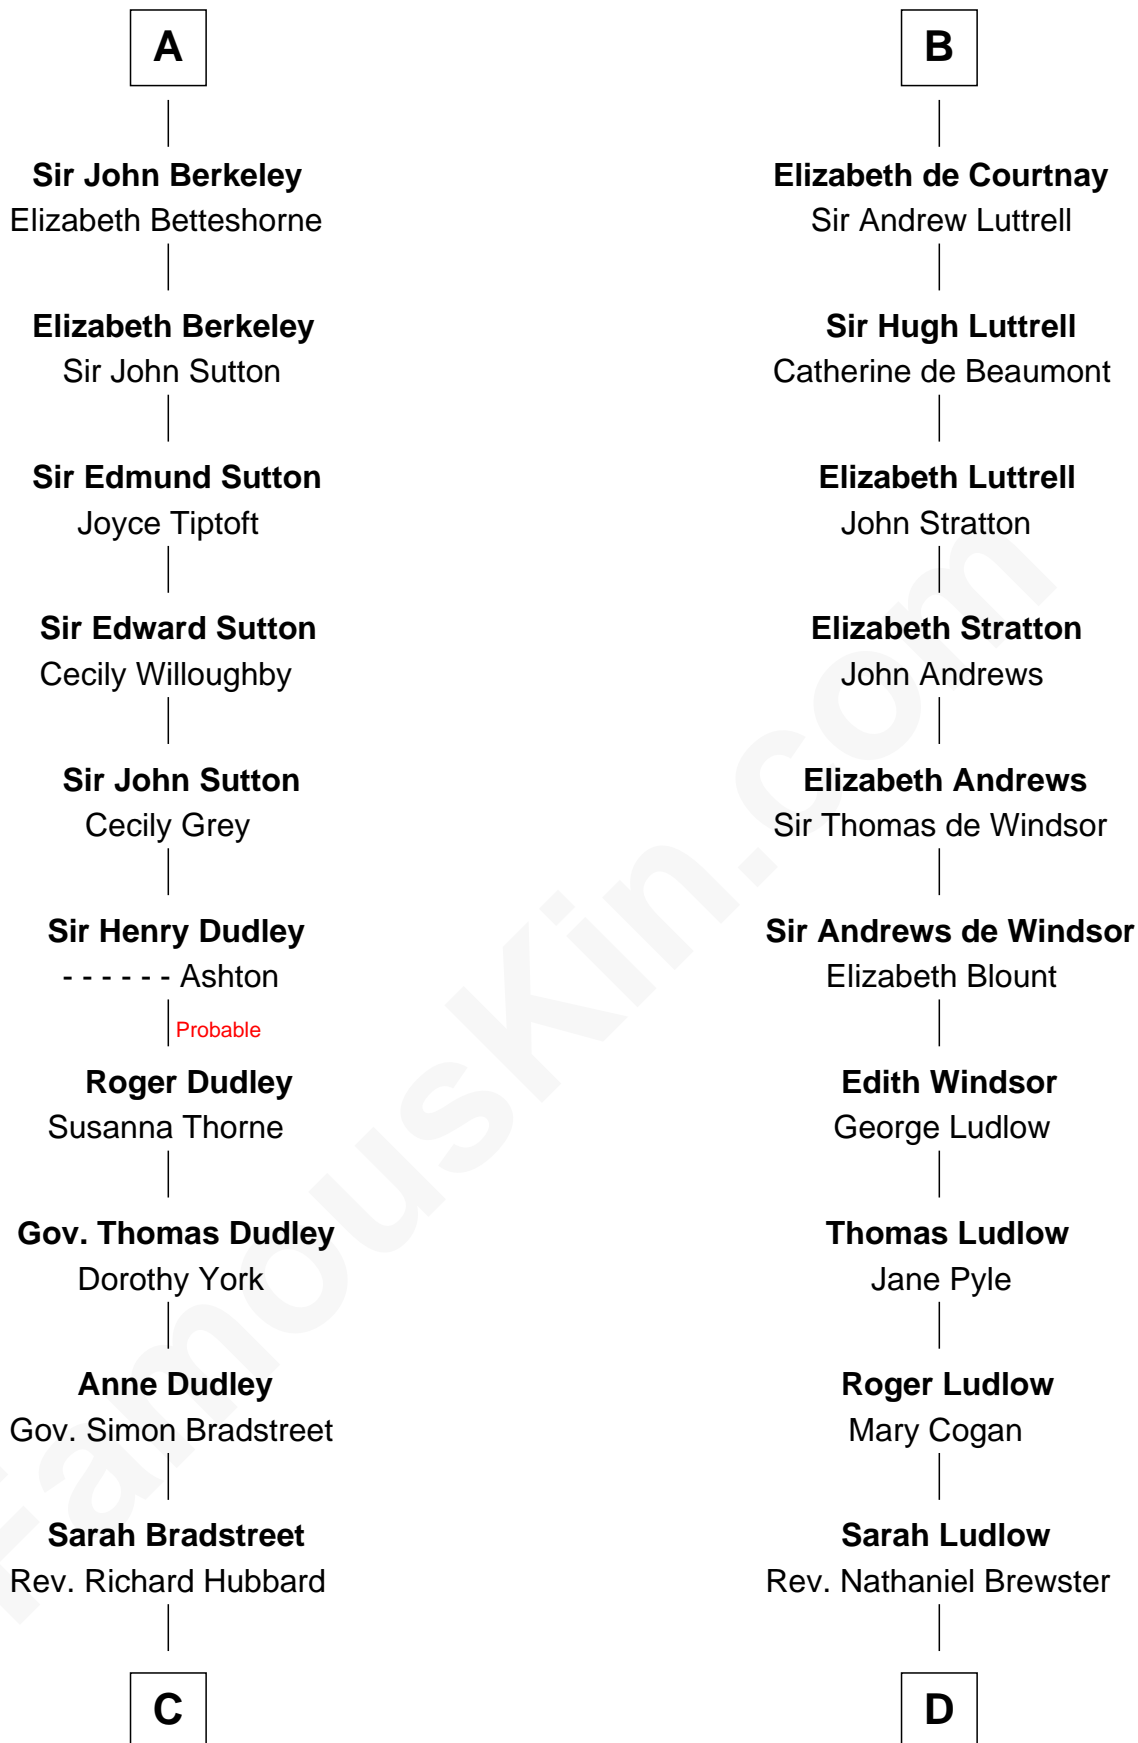 A
Sir John Berkeley
Elizabeth Betteshorne
Elizabeth Berkeley
Sir John Sutton
Sir Edmund Sutton
Joyce Tiptoft
Sir Edward Sutton
Cecily Willoughby
Sir John Sutton
Cecily Grey
Sir Henry Dudley
- - - - - - Ashton
Probable
Roger Dudley
Susanna Thorne
Gov. Thomas Dudley
Dorothy York
Anne Dudley
Gov. Simon Bradstreet
Sarah Bradstreet
Rev. Richard Hubbard
C
B
Elizabeth de Courtnay
Sir Andrew Luttrell
Sir Hugh Luttrell
Catherine de Beaumont
Elizabeth Luttrell
John Stratton
Elizabeth Stratton
John Andrews
Elizabeth Andrews
Sir Thomas de Windsor
Sir Andrews de Windsor
Elizabeth Blount
Edith Windsor
George Ludlow
Thomas Ludlow
Jane Pyle
Roger Ludlow
Mary Cogan
Sarah Ludlow
Rev. Nathaniel Brewster
D
FamousKin.com